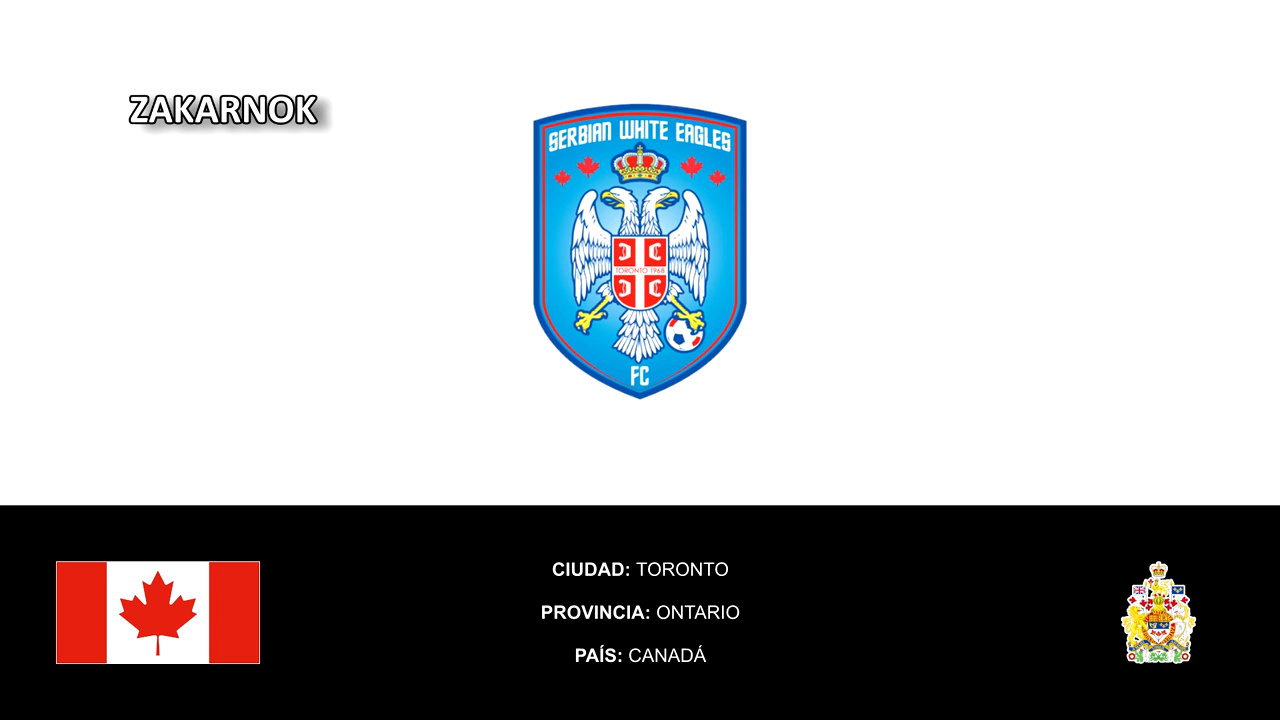 ZAKARNOK
SERBIAN WHITE EAGLES
TORONTO 1968
FC
CIUDAD: TORONTO
PROVINCIA: ONTARIO
PAÍS: CANADÁ